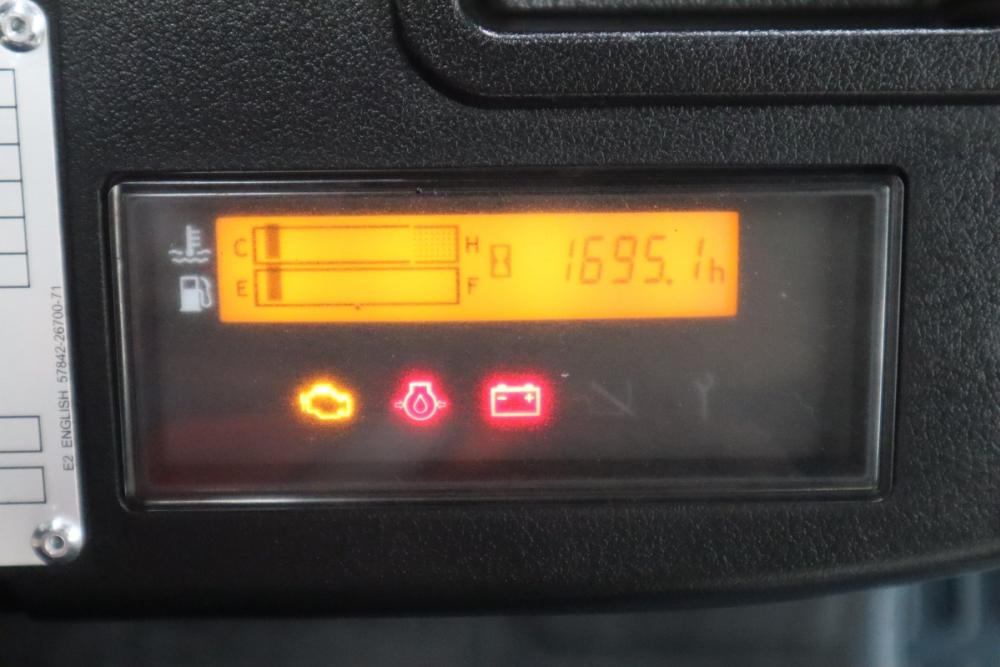 C H 1695.1h
E F
E2 ENGLISH 57842-26700-71